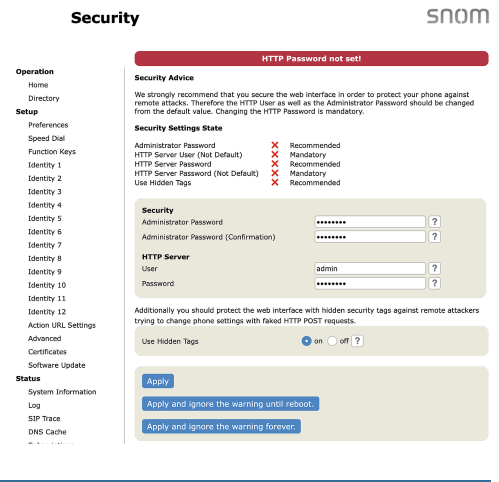 Security
snom
HTTP Password not set!
Operation
Home
Directory
Setup
Preferences
Speed Dial
Function Keys
Identity 1
Identity 2
Identity 3
Identity 4
Identity 5
Identity 6
Identity 7
Identity 8
Identity 9
Identity 10
Identity 11
Identity 12
Action URL Settings
Advanced
Certificates
Software Update
Status
System Information
Log
SIP Trace
DNS Cache
Security Advice
We strongly recommend that you secure the web interface in order to protect your phone against
remote attacks. Therefore the HTTP User as well as the Administrator Password should be changed
from the default value. Changing the HTTP Password is mandatory.
Security Settings State
Administrator Password ✗ Recommended
HTTP Server User (Not Default) ✗ Mandatory
HTTP Server Password ✗ Recommended
HTTP Server Password (Not Default) ✗ Mandatory
Use Hidden Tags ✗ Recommended
Security
Administrator Password •••••••• ?
Administrator Password (Confirmation) •••••••• ?
HTTP Server
User admin ?
Password •••••••• ?
Additionally you should protect the web interface with hidden security tags against remote attackers
trying to change phone settings with faked HTTP POST requests.
Use Hidden Tags on off ?
Apply
Apply and ignore the warning until reboot.
Apply and ignore the warning forever.